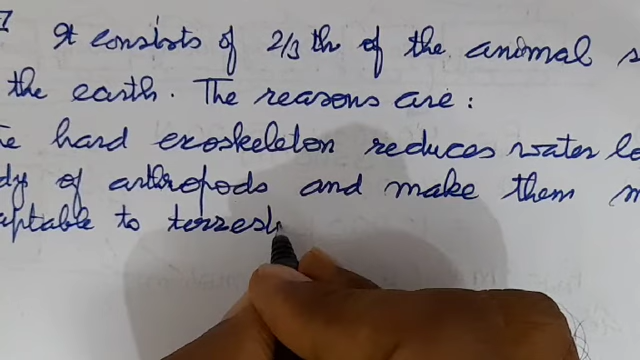 It consists of 2/3 th of the animal
the earth. The reasons are:
hard exoskeleton reduces water
of arthropods and make them
to terrest